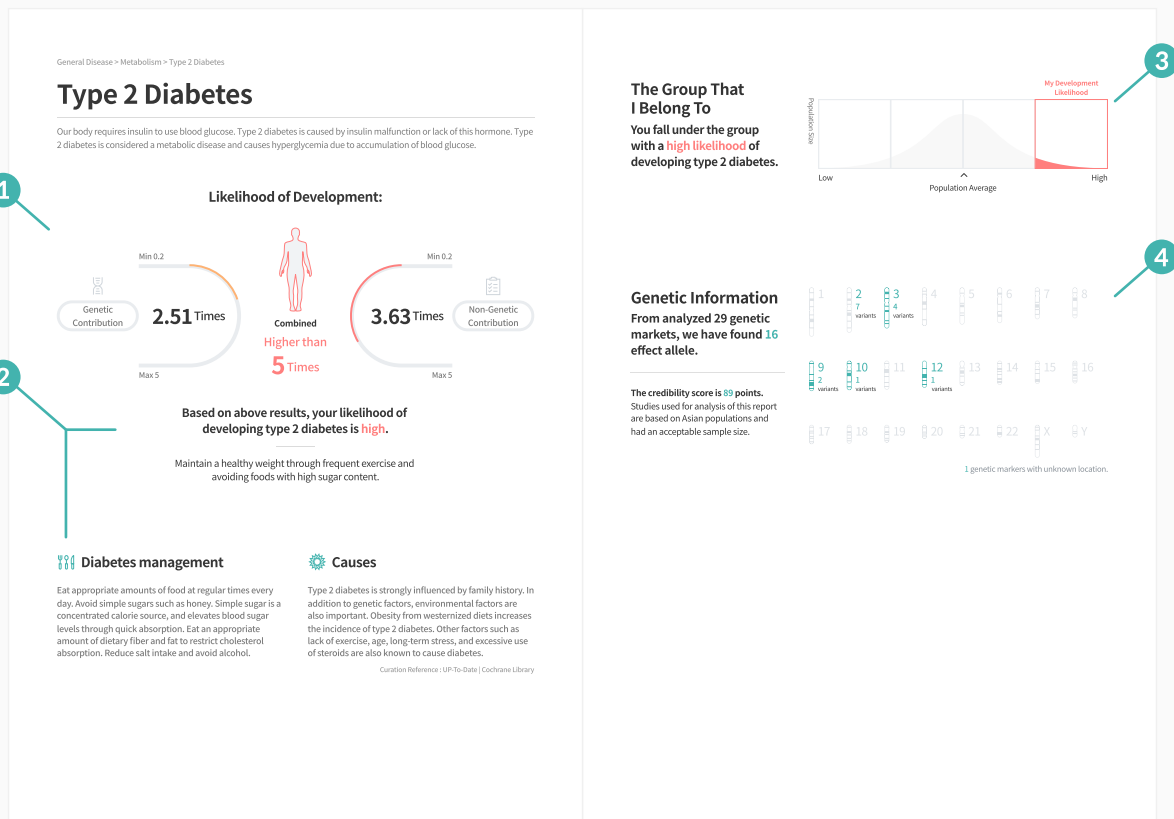 General Disease > Metabolism > Type 2 Diabetes
Type 2 Diabetes
Our body requires insulin to use blood glucose. Type 2 diabetes is caused by insulin malfunction or lack of this hormone. Type
2 diabetes is considered a metabolic disease and causes hyperglycemia due to accumulation of blood glucose.
1
Likelihood of Development:
Min 0.2
Min 0.2
Genetic
Contribution
2.51 Times
3.63 Times
Non-Genetic
Contribution
Combined
Higher than
5 Times
Max 5
Max 5
2
Based on above results, your likelihood of
developing type 2 diabetes is high.
Maintain a healthy weight through frequent exercise and
avoiding foods with high sugar content.
Diabetes management
Eat appropriate amounts of food at regular times every
day. Avoid simple sugars such as honey. Simple sugar is a
concentrated calorie source, and elevates blood sugar
levels through quick absorption. Eat an appropriate
amount of dietary fiber and fat to restrict cholesterol
absorption. Reduce salt intake and avoid alcohol.
Causes
Type 2 diabetes is strongly influenced by family history. In
addition to genetic factors, environmental factors are
also important. Obesity from westernized diets increases
the incidence of type 2 diabetes. Other factors such as
lack of exercise, age, long-term stress, and excessive use
of steroids are also known to cause diabetes.
Curation Reference : UP-To-Date | Cochrane Library
3
The Group That
I Belong To
You fall under the group
with a high likelihood of
developing type 2 diabetes.
My Development
Likelihood
Population Size
Low
High
Population Average
4
Genetic Information
From analyzed 29 genetic
markets, we have found 16
effect allele.
The credibility score is 89 points.
Studies used for analysis of this report
are based on Asian populations and
had an acceptable sample size.
1
2
7
variants
3
4
variants
4
5
6
7
8
9
2
variants
10
1
variants
11
12
1
variants
13
14
15
16
17
18
19
20
21
22
X
Y
1 genetic markers with unknown location.